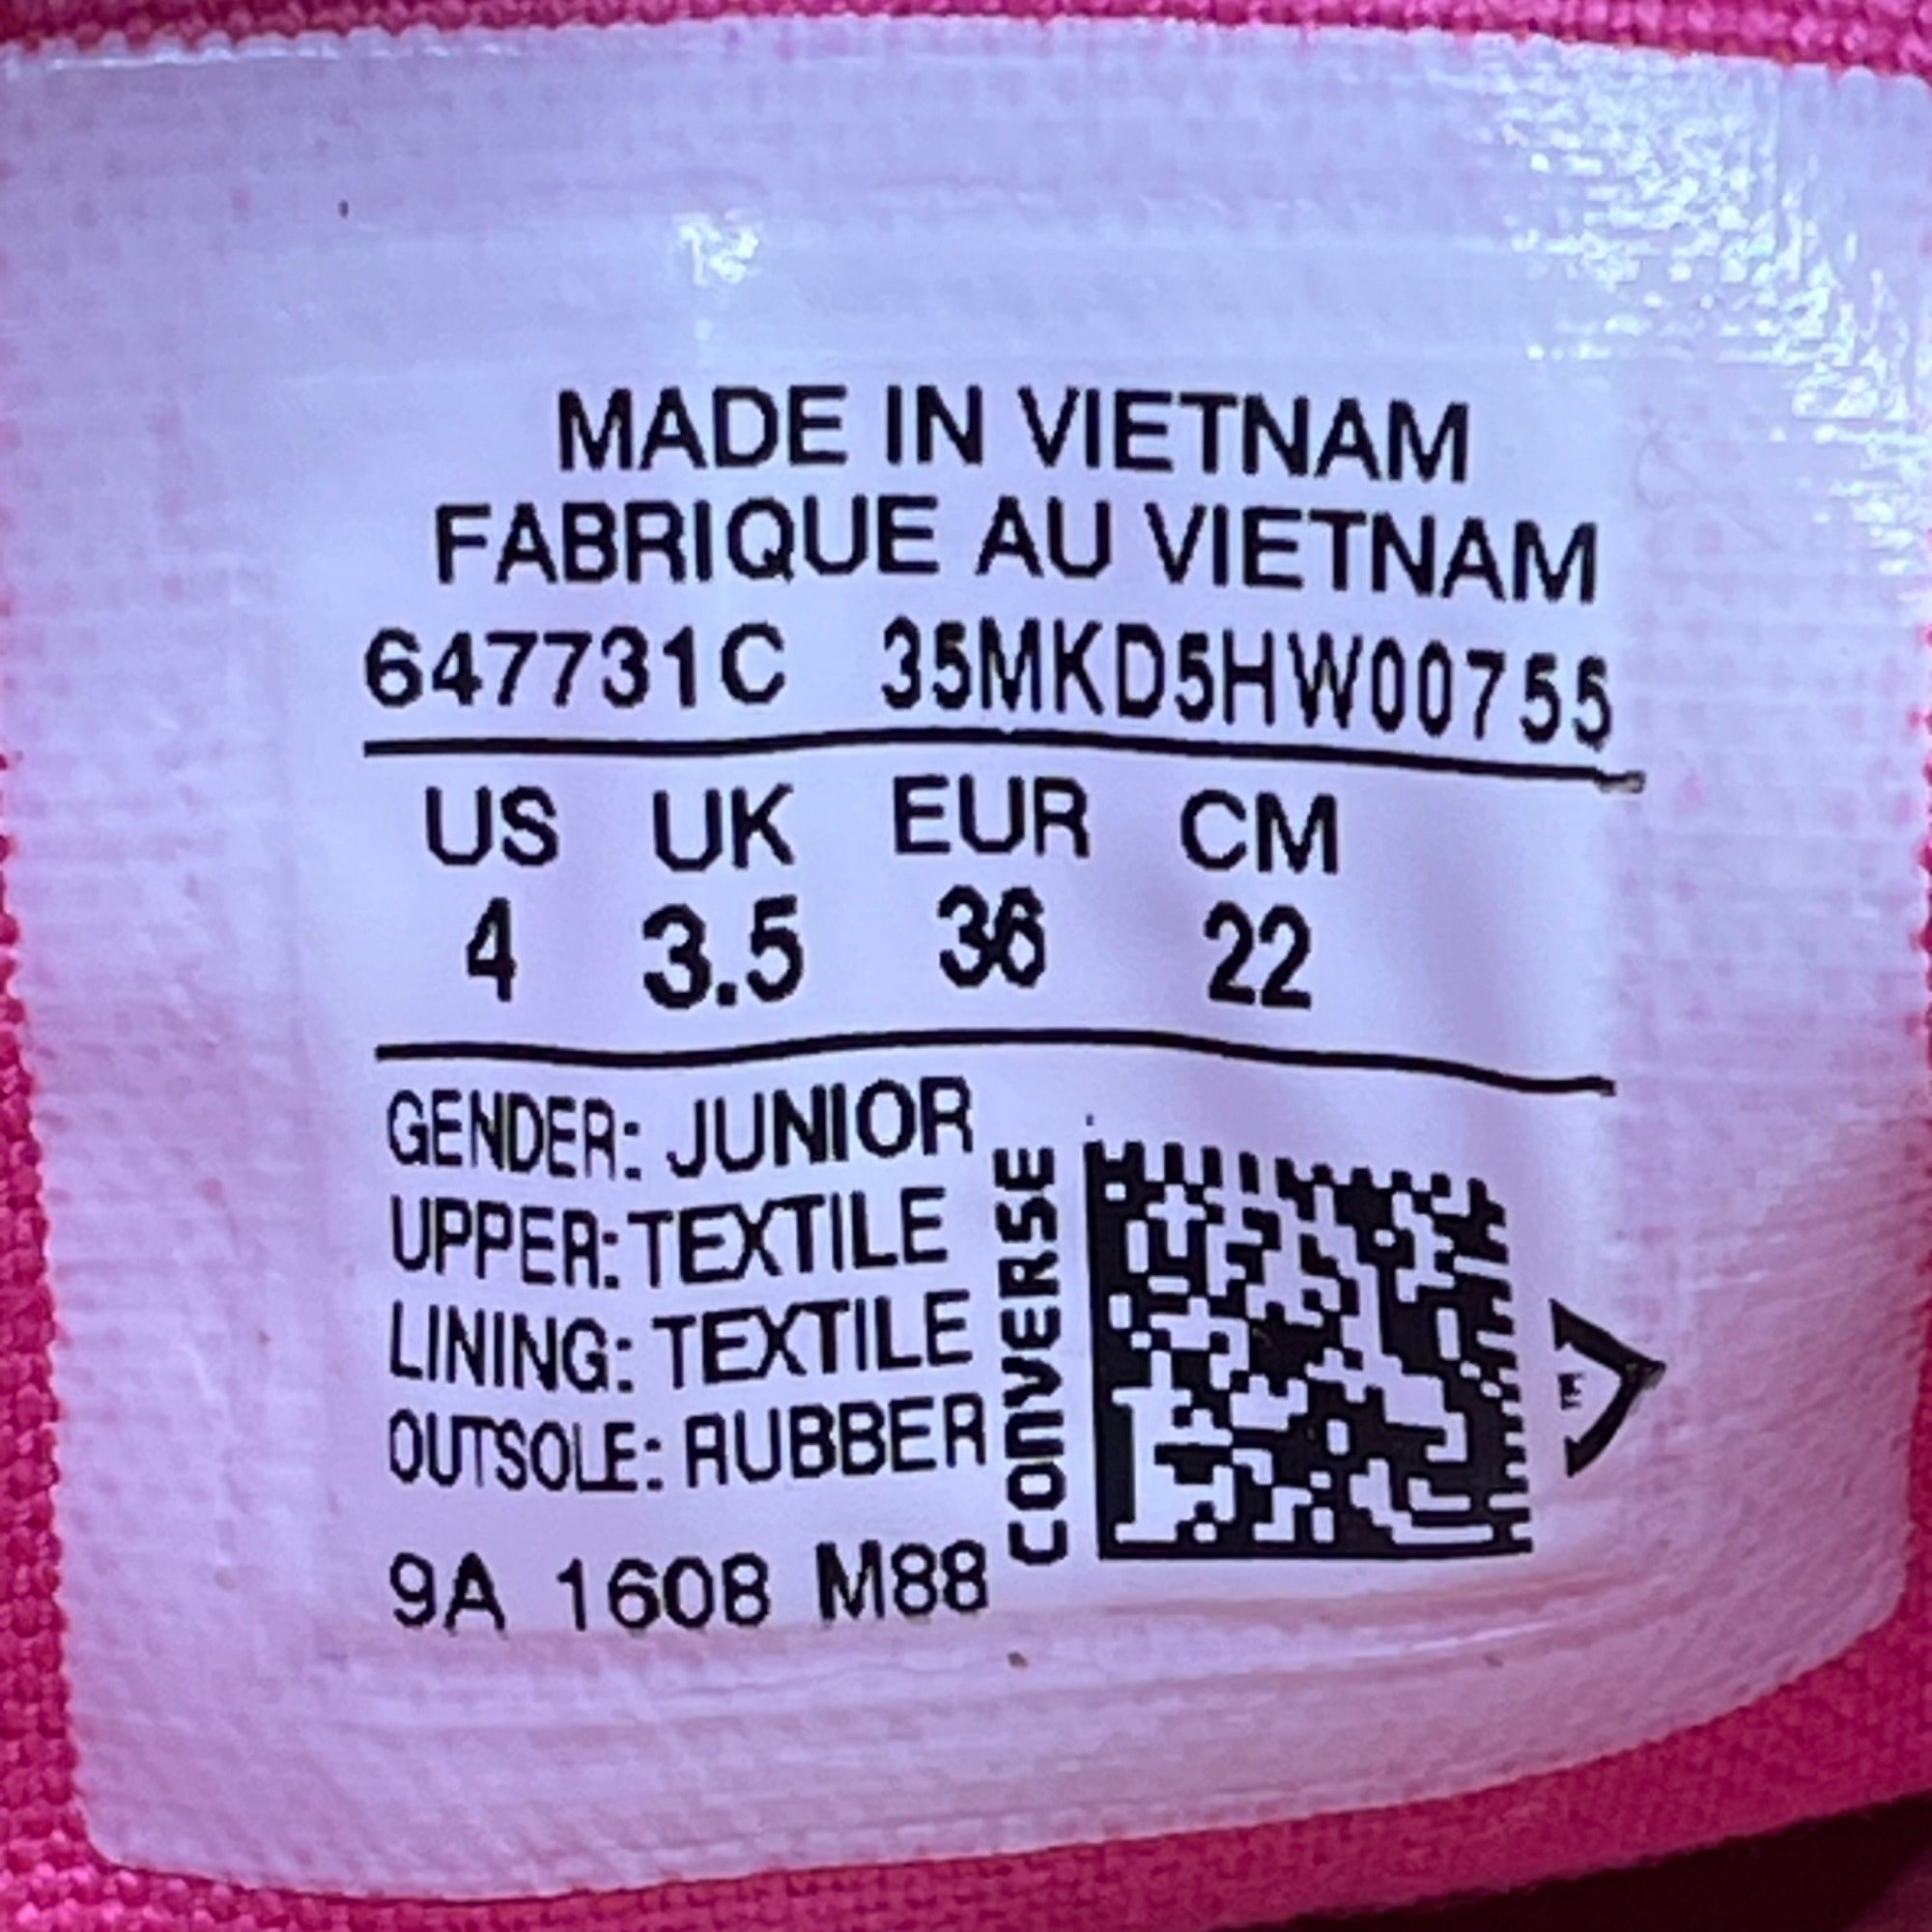 MADE IN VIETNAM
FABRIQUE AU VIETNAM
647731C 35MKD5HW00755
US UK EUR CM
4 3.5 36 22
GENDER: JUNIOR
UPPER: TEXTILE
LINING: TEXTILE
OUTSOLE: RUBBER
9A 1608 M88
CONVERSE